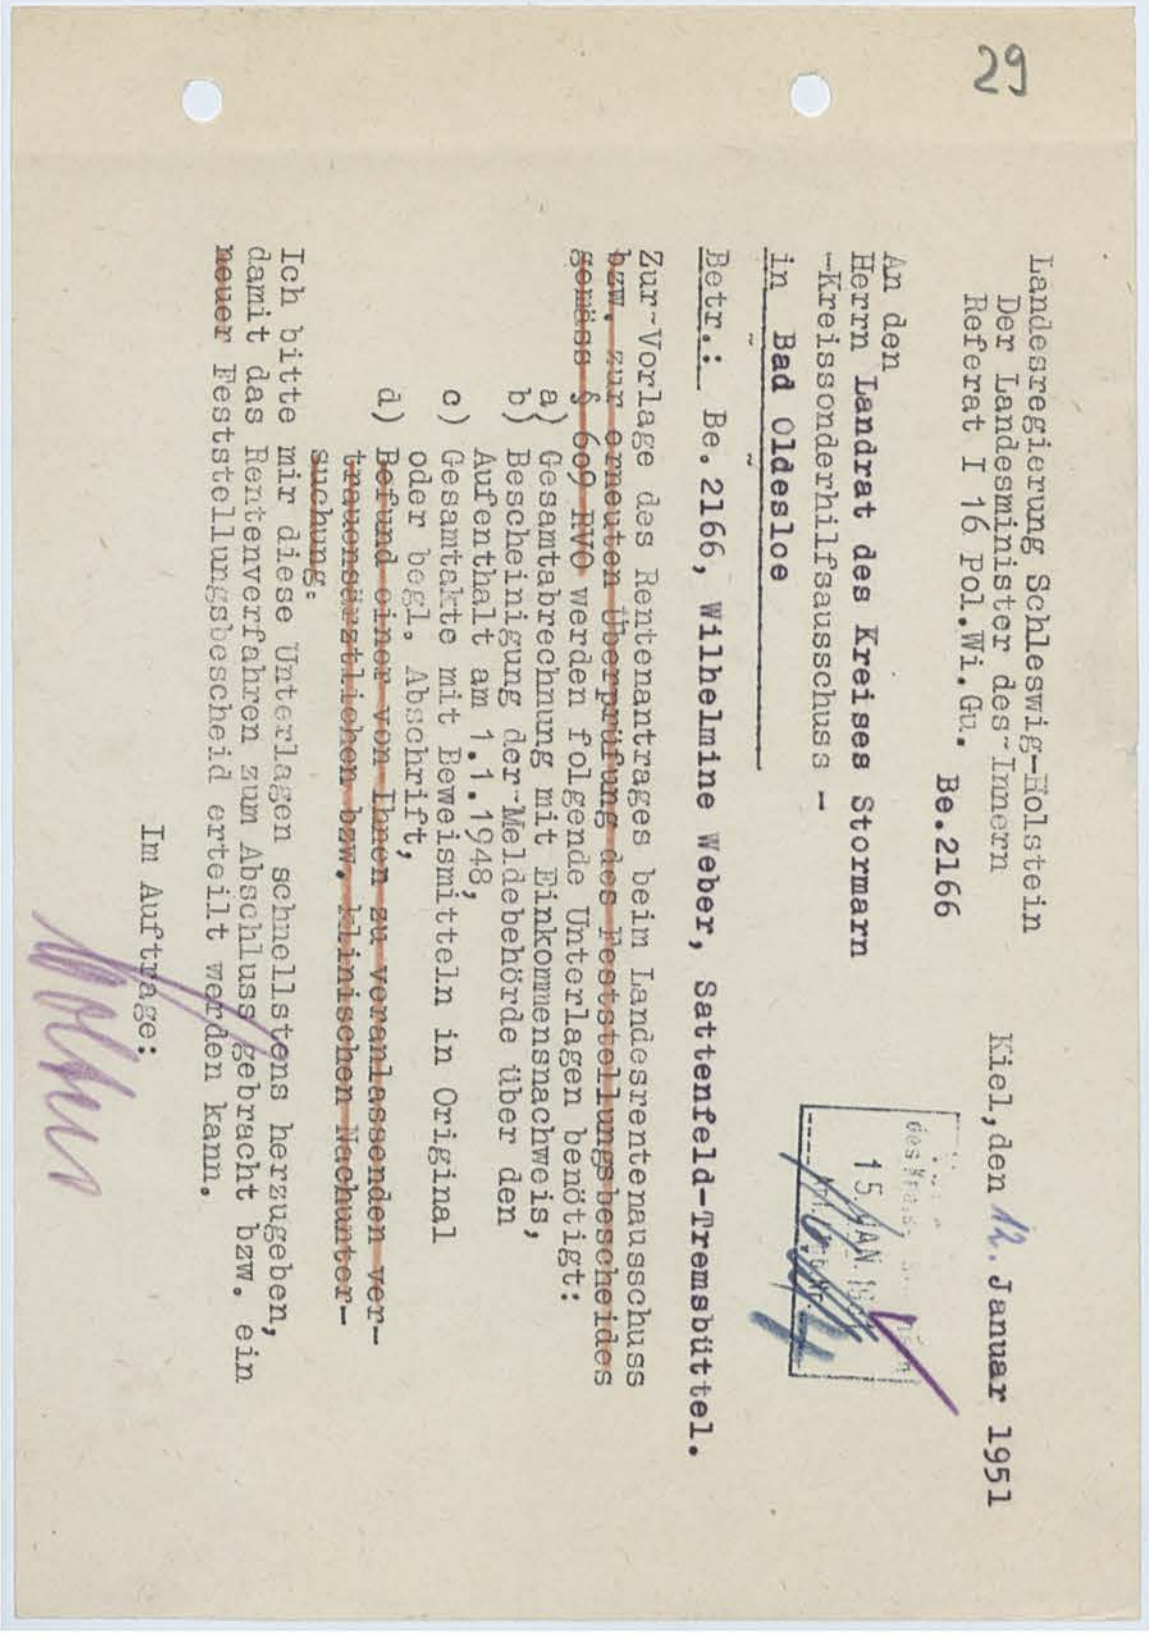 29
Landesregierung Schleswig-Holstein
Der Landesminister des Innern
Referat I 16 Pol.Wi.Gu. Be.2166
Kiel, den 12. Januar 1951
An den
Herrn Landrat des Kreises Stormarn
-Kreissonderhilfsausschuss -
in Bad Oldesloe
15. JAN. 19
Betr.: Be. 2166, Wilhelmine Weber, Sattenfeld-Tremsbüttel.
Zur Vorlage des Rentenantrages beim Landesrentenausschuss
bzw. zur erneuten Überprüfung des Feststellungsbescheides
gemäss § 609 RVO werden folgende Unterlagen benötigt:
a) Gesamtabrechnung mit Einkommensnachweis,
b) Bescheinigung der Meldebehörde über den
Aufenthalt am 1.1.1948,
c) Gesamtakte mit Beweismitteln in Original
oder begl. Abschrift,
d) Befund einer von Ihnen zu veranlassenden ver-
trauensärztlichen bzw. klinischen Nachunter-
suchung.
Ich bitte mir diese Unterlagen schnellstens herzugeben,
damit das Rentenverfahren zum Abschluss gebracht bzw. ein
neuer Feststellungsbescheid erteilt werden kann.
Im Auftrage: